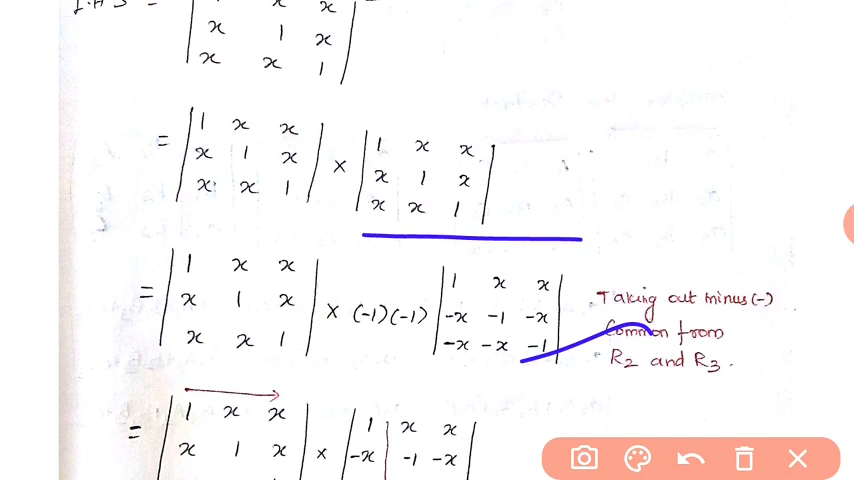 L.H.S =
x x
x 1 x
x x 1
= | 1 x x | × | 1 x x |
| x 1 x | | x 1 x |
| x x 1 | | x x 1 |
= | 1 x x | × (-1)(-1) | 1 x x |
| x 1 x | | -x -1 -x |
| x x 1 | | -x -x -1 |
Taking out minus (-)
Common from
R2 and R3.
= | 1 x x | × | 1 x x |
| x 1 x | | -x -1 -x |